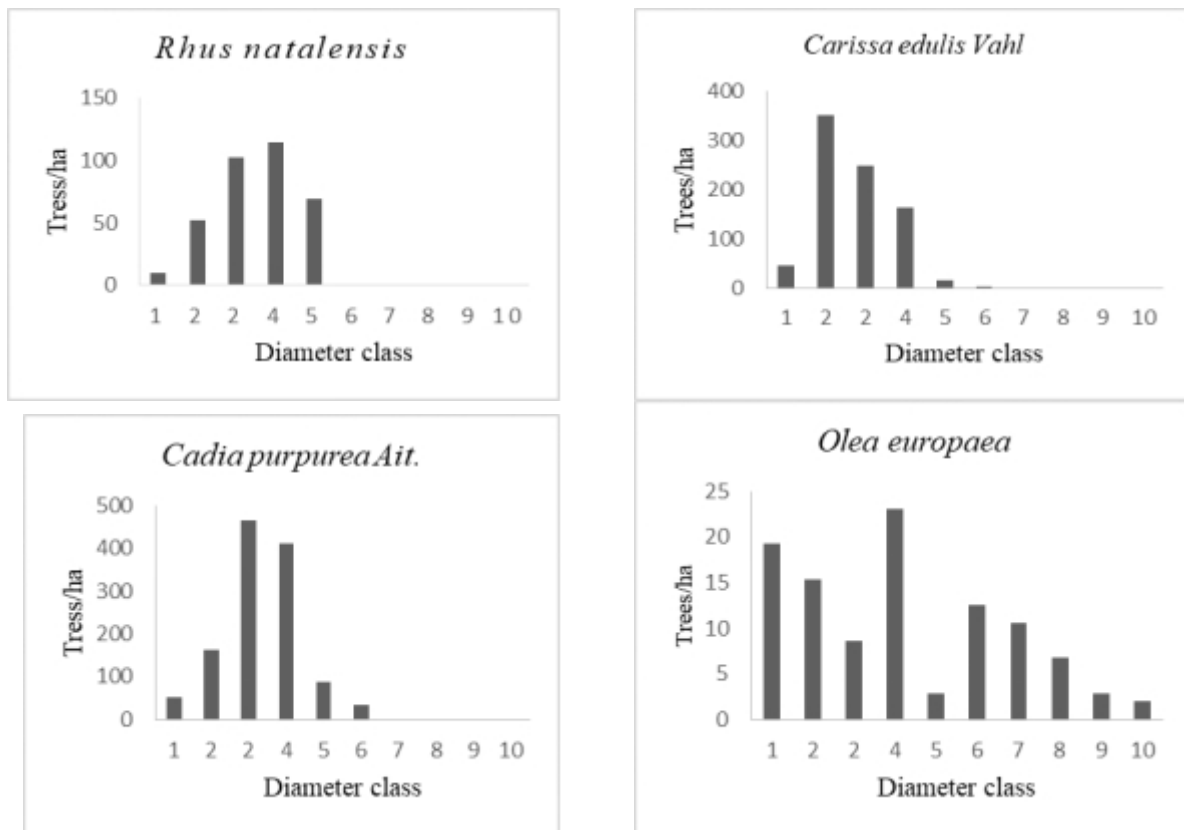 Rhus natalensis
150
100
50
0
Tress/ha
1 2 2 4 5 6 7 8 9 10
Diameter class
Carissa edulis Vahl
400
300
200
100
0
Trees/ha
1 2 2 4 5 6 7 8 9 10
Diameter class
Cadia purpurea Ait.
500
400
300
200
100
0
Tress/ha
1 2 2 4 5 6 7 8 9 10
Diameter class
Olea europaea
25
20
15
10
5
0
Trees/ha
1 2 2 4 5 6 7 8 9 10
Diameter class